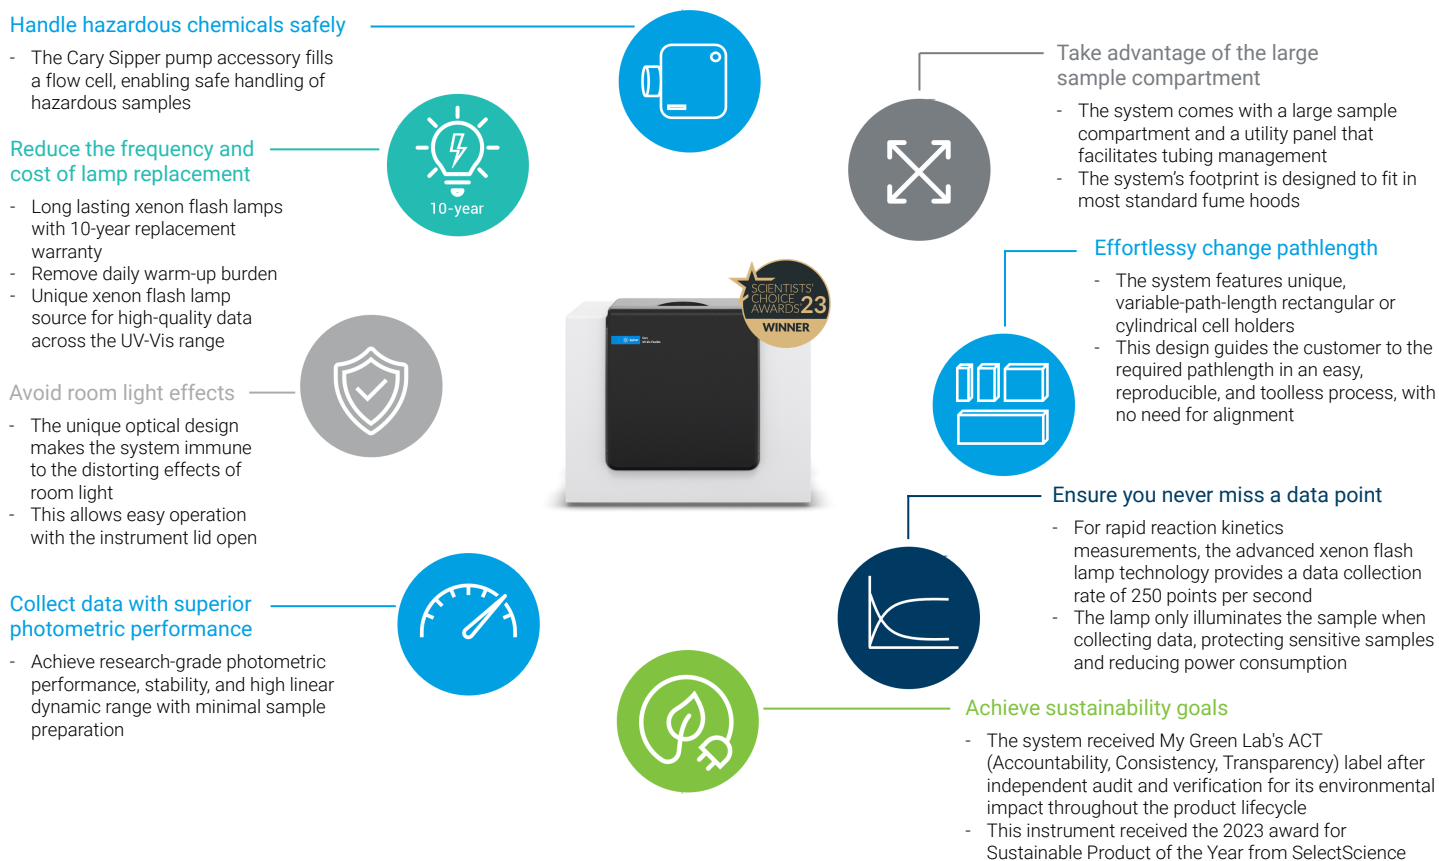 Handle hazardous chemicals safely
- The Cary Sipper pump accessory fills
a flow cell, enabling safe handling of
hazardous samples
Reduce the frequency and
cost of lamp replacement
- Long lasting xenon flash lamps
with 10-year replacement
warranty
- Remove daily warm-up burden
- Unique xenon flash lamp
source for high-quality data
across the UV-Vis range
10-year
Avoid room light effects
- The unique optical design
makes the system immune
to the distorting effects of
room light
- This allows easy operation
with the instrument lid open
Collect data with superior
photometric performance
- Achieve research-grade photometric
performance, stability, and high linear
dynamic range with minimal sample
preparation
SCIENTISTS'
CHOICE
AWARDS® 23
WINNER
Take advantage of the large
sample compartment
- The system comes with a large sample
compartment and a utility panel that
facilitates tubing management
- The system's footprint is designed to fit in
most standard fume hoods
Effortlessy change pathlength
- The system features unique,
variable-path-length rectangular or
cylindrical cell holders
- This design guides the customer to the
required pathlength in an easy,
reproducible, and toolless process, with
no need for alignment
Ensure you never miss a data point
- For rapid reaction kinetics
measurements, the advanced xenon flash
lamp technology provides a data collection
rate of 250 points per second
- The lamp only illuminates the sample when
collecting data, protecting sensitive samples
and reducing power consumption
Achieve sustainability goals
- The system received My Green Lab's ACT
(Accountability, Consistency, Transparency) label after
independent audit and verification for its environmental
impact throughout the product lifecycle
- This instrument received the 2023 award for
Sustainable Product of the Year from SelectScience